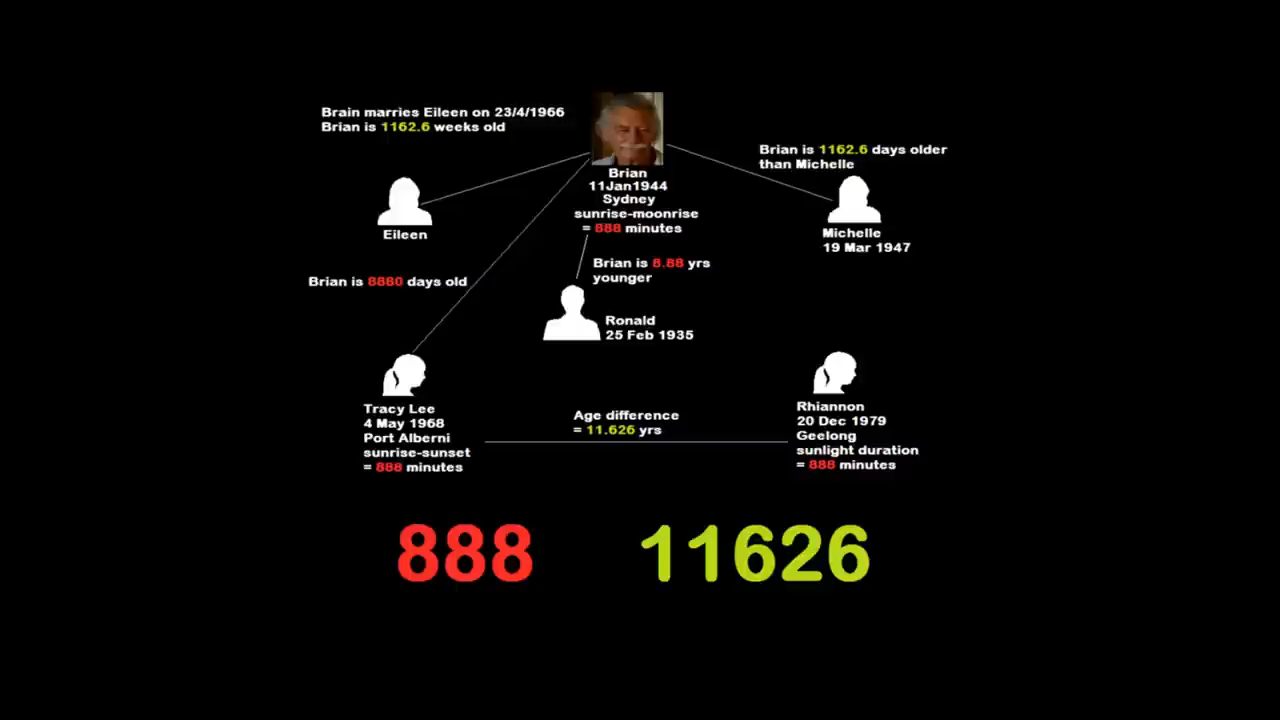 Brain marries Eileen on 23/4/1966
Brian is 1162.6 weeks old
Eileen
Brian
11Jan1944
Sydney
sunrise-moonrise
= 888 minutes
Brian is 1162.6 days older
than Michelle
Michelle
19 Mar 1947
Brian is 8.88 yrs
younger
Ronald
25 Feb 1935
Brian is 8880 days old
Tracy Lee
4 May 1968
Port Alberni
sunrise-sunset
= 888 minutes
Age difference
= 11.626 yrs
Rhiannon
20 Dec 1979
Geelong
sunlight duration
= 888 minutes
888
11626